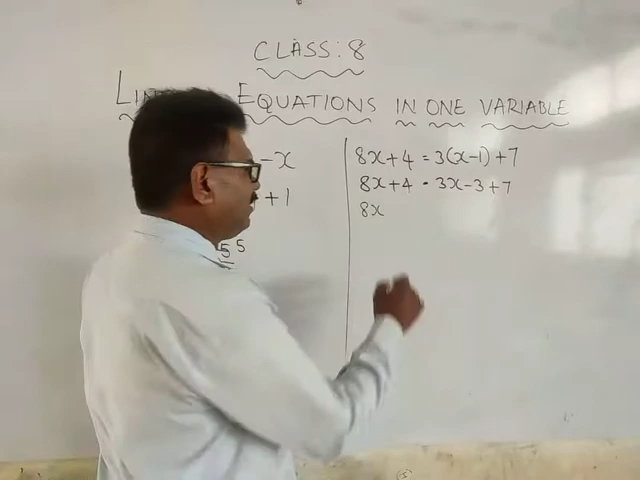 CLASS: 8
EQUATIONS IN ONE VARIABLE
-x
+1
5 5
8x+4 = 3(x-1)+7
8x+4 = 3x-3+7
8x